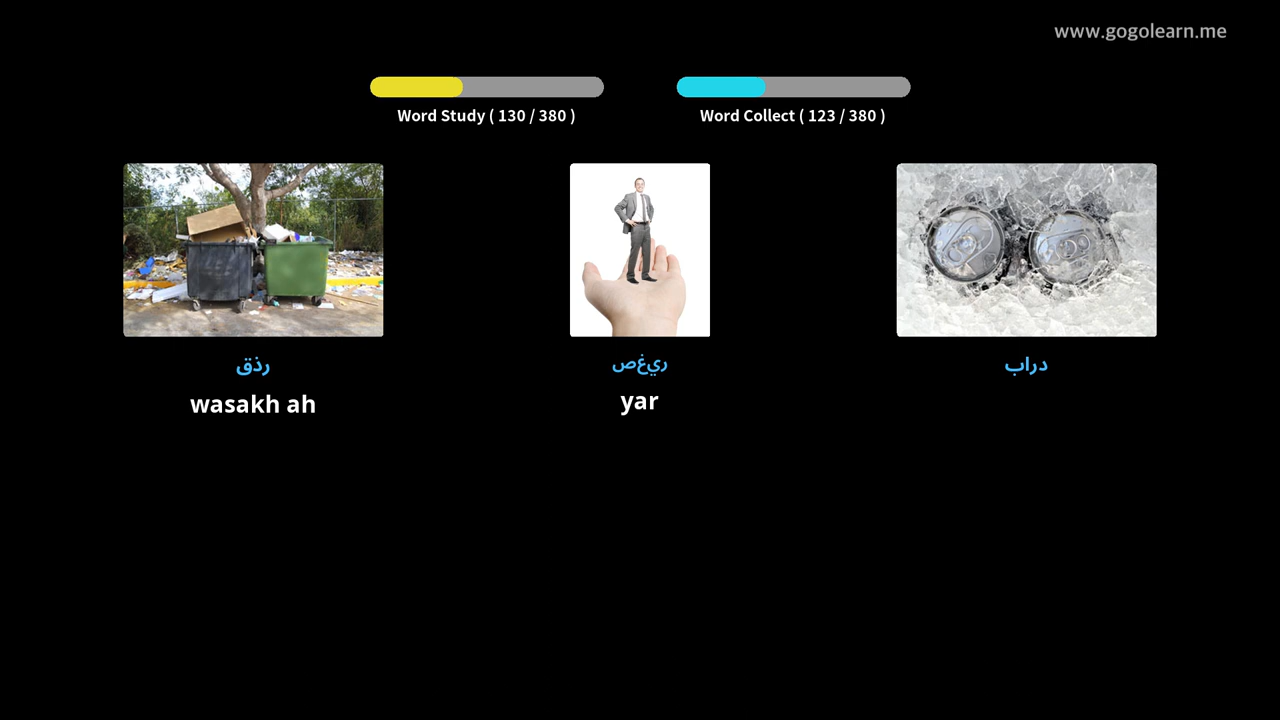 www.gogolearn.me
Word Study ( 130 / 380 )
Word Collect ( 123 / 380 )
رذق
ريغص
دراب
wasakh ah
yar